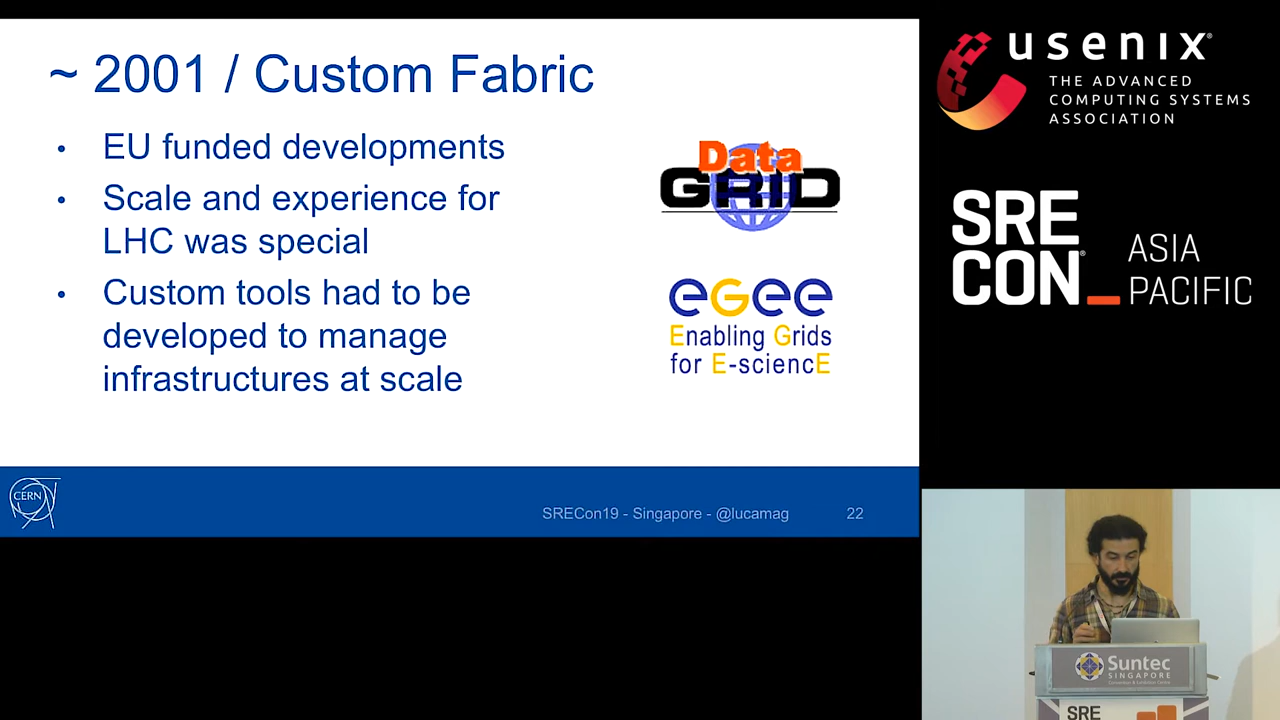 ~ 2001 / Custom Fabric
• EU funded developments
• Scale and experience for
LHC was special
• Custom tools had to be
developed to manage
infrastructures at scale
Data
GRID
eGee
Enabling Grids
for E-sciencE
CERN
SRECon19 - Singapore - @lucamag
22
usenix®
THE ADVANCED
COMPUTING SYSTEMS
ASSOCIATION
SRE
CON®
ASIA
PACIFIC
Suntec
SINGAPORE
SRE